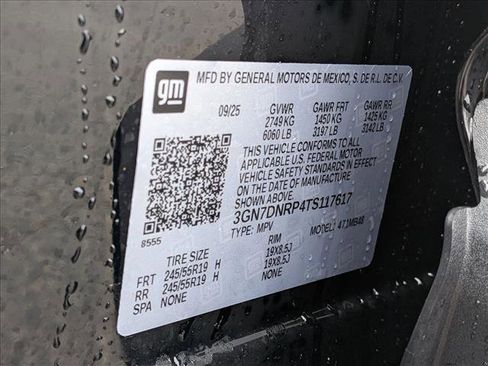 gm
MFD BY GENERAL MOTORS DE MEXICO, S. DE R.L. DE C.V.
09/25 GVWR GAWR FRT GAWR RR
2749 KG 1450 KG 1425 KG
6060 LB 3197 LB 3142 LB
THIS VEHICLE CONFORMS TO ALL
APPLICABLE U.S. FEDERAL MOTOR
VEHICLE SAFETY STANDARDS IN
EFFECT ON THE DATE OF
MANUFACTURE SHOWN ABOVE.
3GN7DNRP4TS117617
TYPE: MPV MODEL: 4T1MB48
8555
TIRE SIZE RIM
FRT 245/55R19 H 19X8.5J
RR 245/55R19 H 19X8.5J
SPA NONE NONE